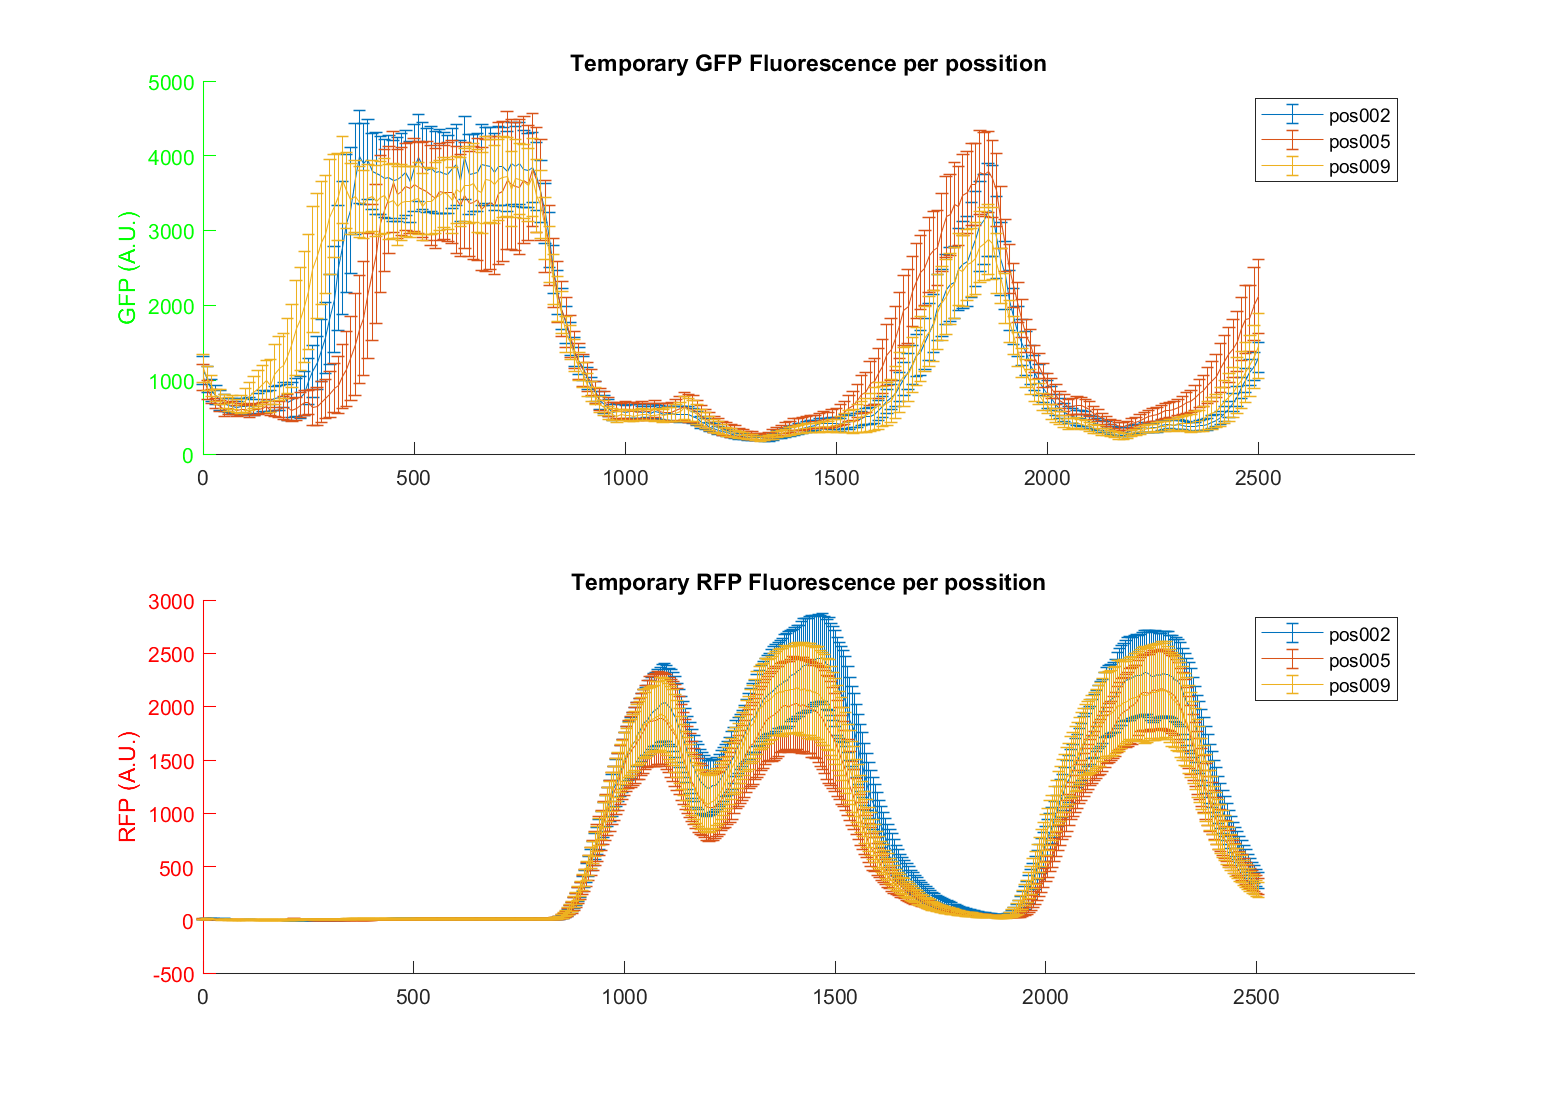 Temporary GFP Fluorescence per possition
GFP (A.U.)
5000
4000
3000
2000
1000
0
0 500 1000 1500 2000 2500
pos002
pos005
pos009
Temporary RFP Fluorescence per possition
RFP (A.U.)
3000
2500
2000
1500
1000
500
0
-500
0 500 1000 1500 2000 2500
pos002
pos005
pos009